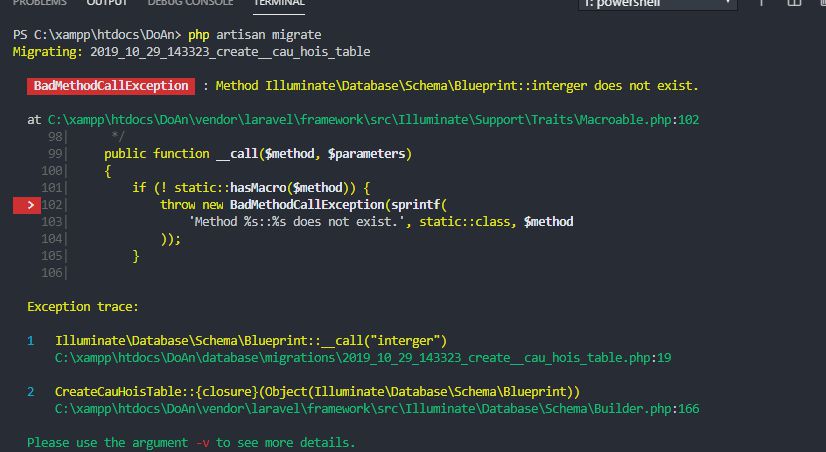 PROBLEMS OUTPUT DEBUG CONSOLE TERMINAL 1: powershell
PS C:\xampp\htdocs\DoAn> php artisan migrate
Migrating: 2019_10_29_143323_create__cau_hois_table
BadMethodCallException : Method Illuminate\Database\Schema\Blueprint::interger does not exist.
at C:\xampp\htdocs\DoAn\vendor\laravel\framework\src\Illuminate\Support\Traits\Macroable.php:102
98| */
99| public function __call($method, $parameters)
100| {
101| if (! static::hasMacro($method)) {
> 102| throw new BadMethodCallException(sprintf(
103| 'Method %s::%s does not exist.', static::class, $method
104| ));
105| }
106|
Exception trace:
1 Illuminate\Database\Schema\Blueprint::__call("interger")
C:\xampp\htdocs\DoAn\database\migrations\2019_10_29_143323_create__cau_hois_table.php:19
2 CreateCauHoisTable::{closure}(Object(Illuminate\Database\Schema\Blueprint))
C:\xampp\htdocs\DoAn\vendor\laravel\framework\src\Illuminate\Database\Schema\Builder.php:166
Please use the argument -v to see more details.